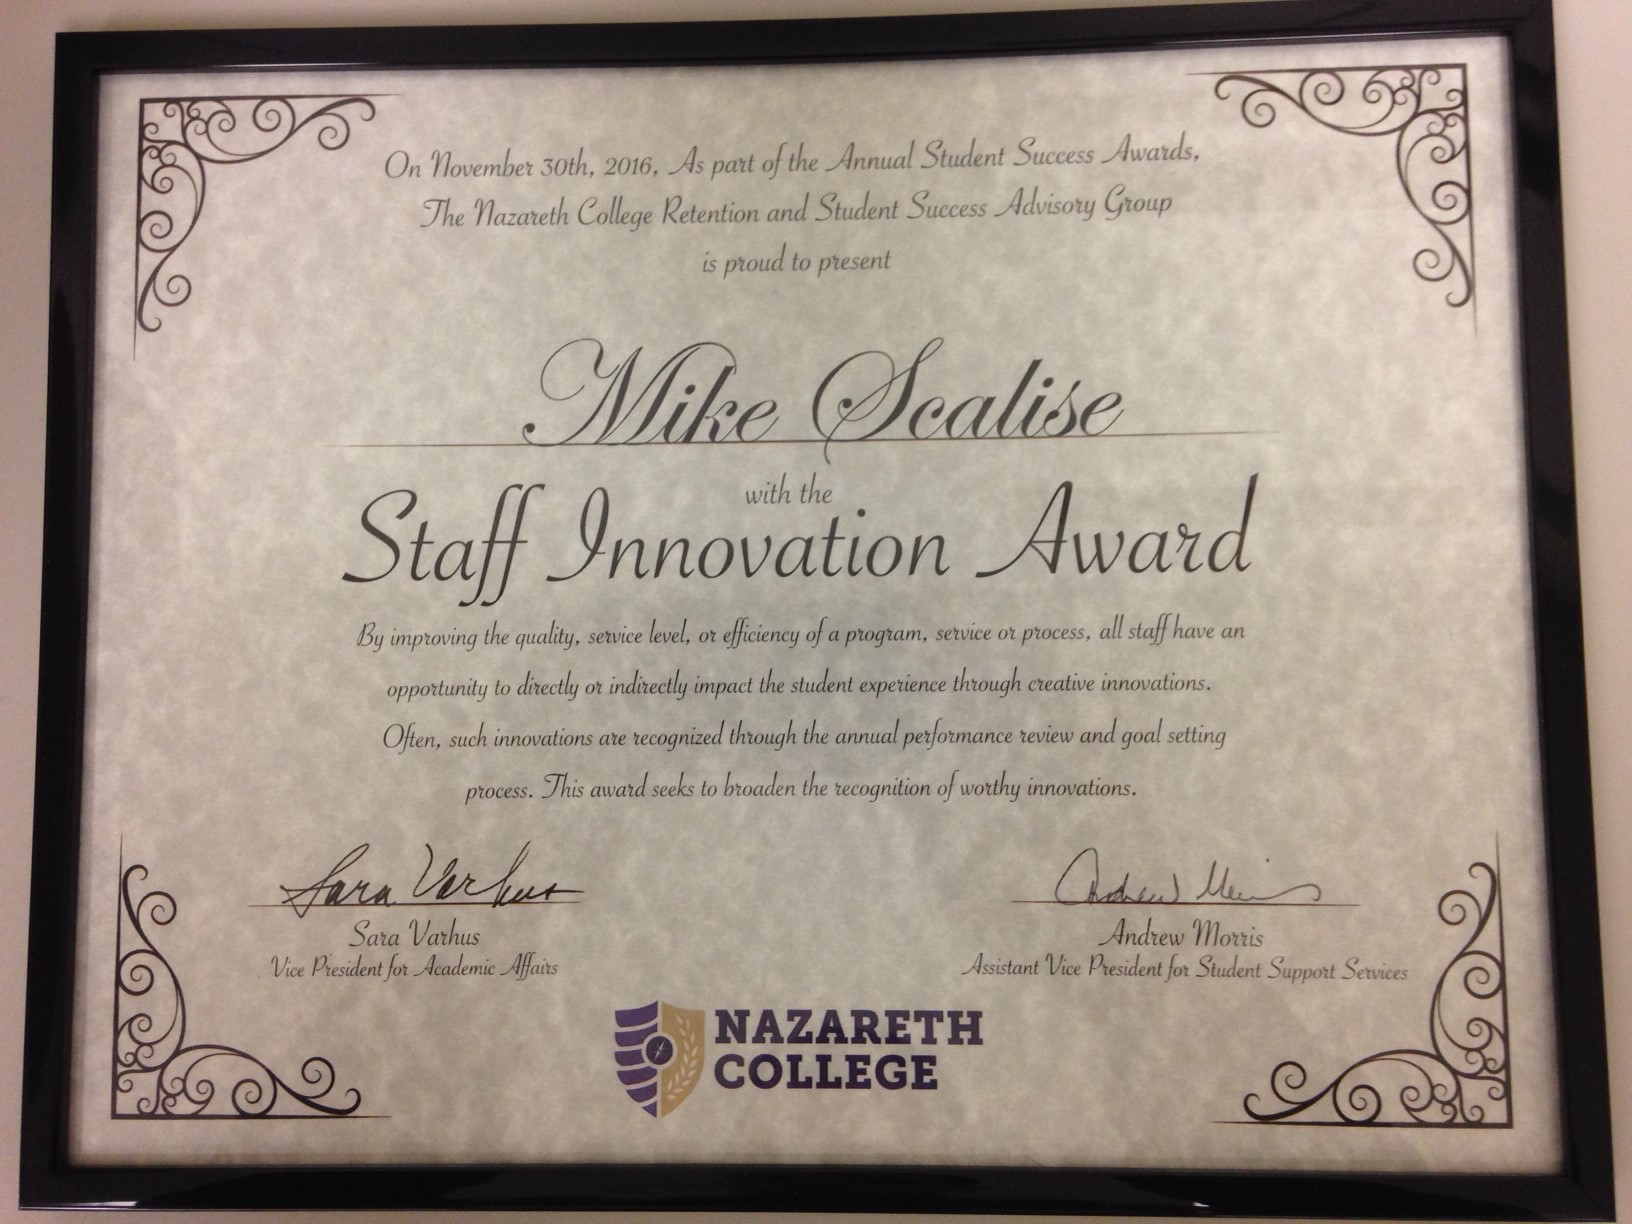 On November 30th, 2016, As part of the Annual Student Success Awards,
The Nazareth College Retention and Student Success Advisory Group
is proud to present
Mike Scalise
with the
Staff Innovation Award
By improving the quality, service level, or efficiency of a program, service or process, all staff have an
opportunity to directly or indirectly impact the student experience through creative innovations.
Often, such innovations are recognized through the annual performance review and goal setting
process. This award seeks to broaden the recognition of worthy innovations.
Sara Varhus
Andrew Morris
Sara Varhus
Andrew Morris
Vice President for Academic Affairs
Assistant Vice President for Student Support Services
NAZARETH
COLLEGE